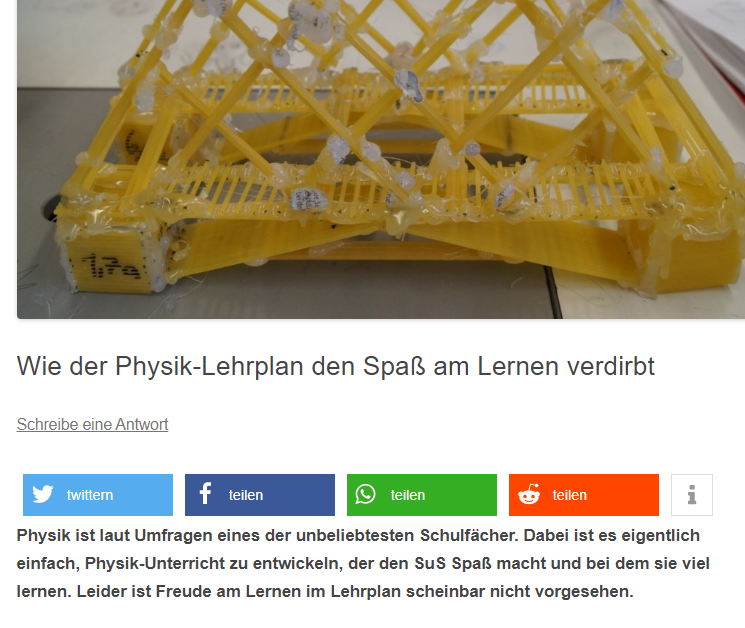 Wie der Physik-Lehrplan den Spaß am Lernen verdirbt
Schreibe eine Antwort
twittern
teilen
teilen
teilen
Physik ist laut Umfragen eines der unbeliebtesten Schulfächer. Dabei ist es eigentlich
einfach, Physik-Unterricht zu entwickeln, der den SuS Spaß macht und bei dem sie viel
lernen. Leider ist Freude am Lernen im Lehrplan scheinbar nicht vorgesehen.